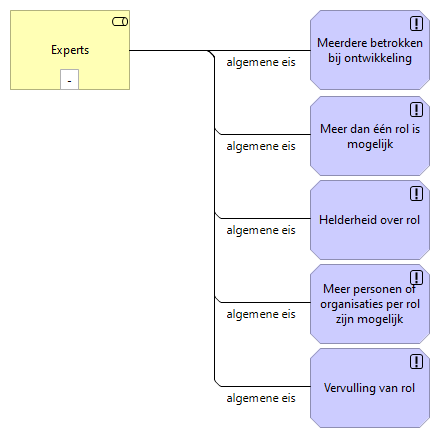 Experts
-
algemene eis
Meerdere betrokken
bij ontwikkeling
algemene eis
Meer dan één rol is
mogelijk
algemene eis
Helderheid over rol
algemene eis
Meer personen of
organisaties per rol
zijn mogelijk
algemene eis
Vervulling van rol